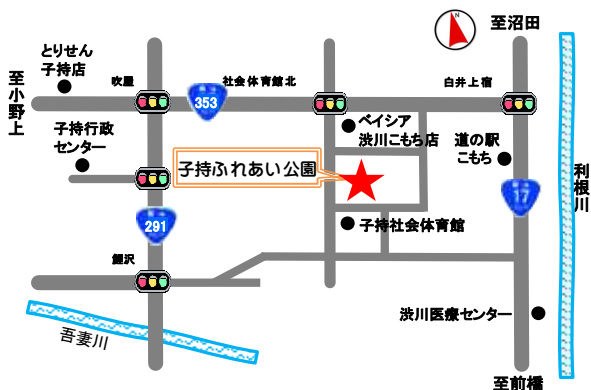 N
至沼田
とりせん
子持店
至小野上
吹屋
353
社会体育館北
白井上宿
子持行政
センター
ベイシア
渋川こもち店
道の駅
こもち
子持ふれあい公園
利根川
17
291
子持社会体育館
鯉沢
渋川医療センター
吾妻川
至前橋